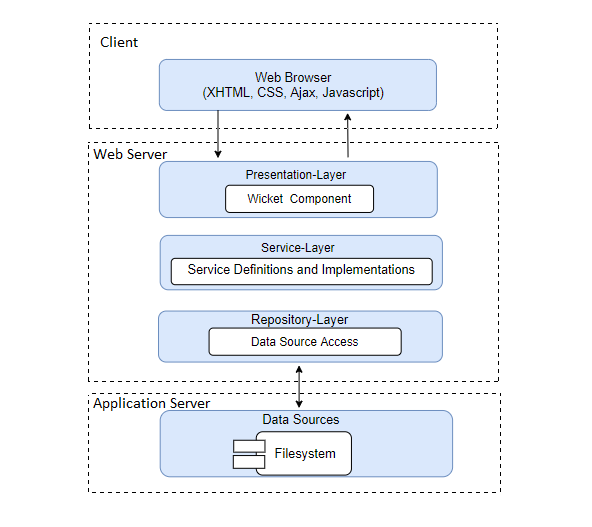 Client
Web Browser
(XHTML, CSS, Ajax, Javascript)
Web Server
Presentation-Layer
Wicket Component
Service-Layer
Service Definitions and Implementations
Repository-Layer
Data Source Access
Application Server
Data Sources
Filesystem